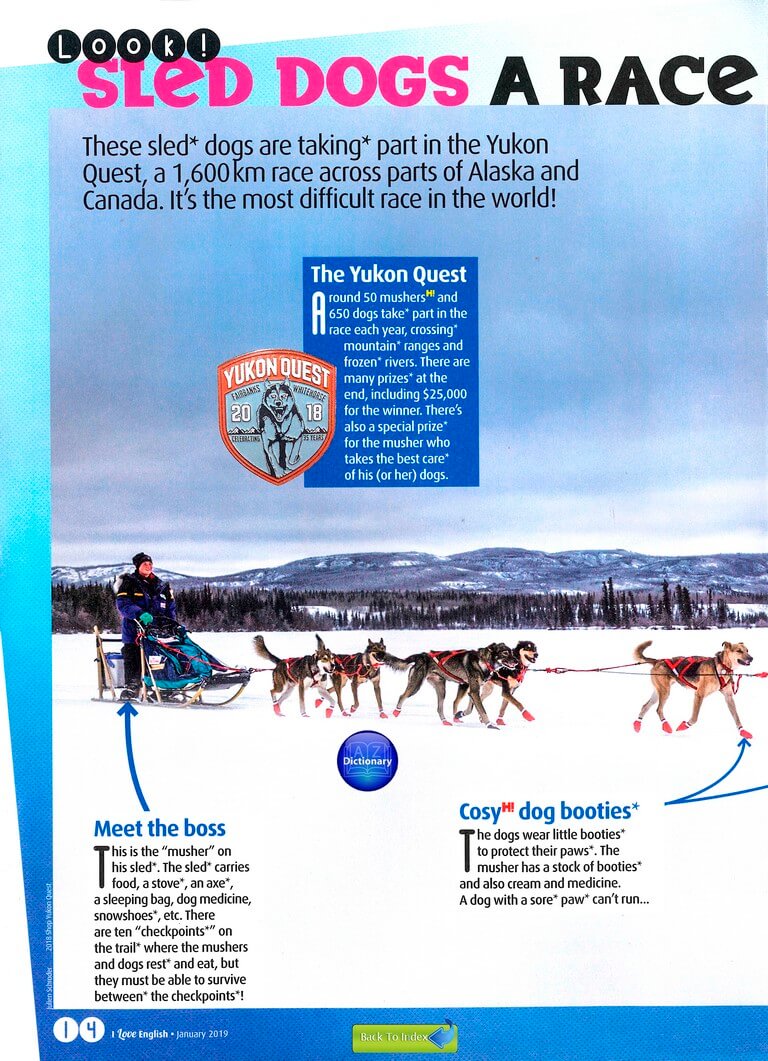 LOOK!
SLED DOGS A RACE
These sled* dogs are taking* part in the Yukon
Quest, a 1,600 km race across parts of Alaska and
Canada. It's the most difficult race in the world!
The Yukon Quest
Around 50 mushers H! and
650 dogs take* part in the
race each year, crossing*
mountain* ranges and
frozen* rivers. There are
many prizes* at the
end, including $25,000
for the winner. There's
also a special prize*
for the musher who
takes the best care*
of his (or her) dogs.
YUKON QUEST
FAIRBANKS WHITEHORSE
20 18
CELEBRATING 35 YEARS
A Z
Dictionary
Meet the boss
This is the "musher" on
his sled*. The sled* carries
food, a stove*, an axe*,
a sleeping bag, dog medicine,
snowshoes*, etc. There
are ten "checkpoints*" on
the trail* where the mushers
and dogs rest* and eat, but
they must be able to survive
between* the checkpoints*!
Cosy H! dog booties*
The dogs wear little booties*
to protect their paws*. The
musher has a stock of booties*
and also cream and medicine.
A dog with a sore* paw* can't run...
Julien Schroder 2018 Shop Yukon Quest
14 I Love English • January 2019
Back To Index